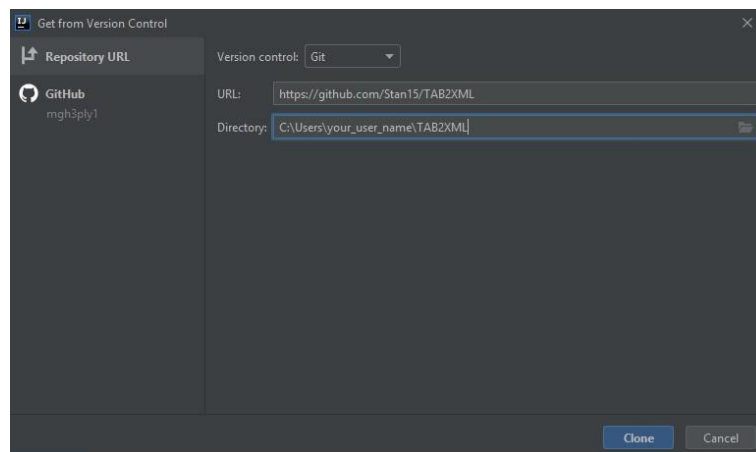 Get from Version Control
Repository URL
GitHub
mgh3ply1
Version control: Git
URL: https://github.com/Stan15/TAB2XML
Directory: C:\Users\your_user_name\TAB2XML
Clone Cancel